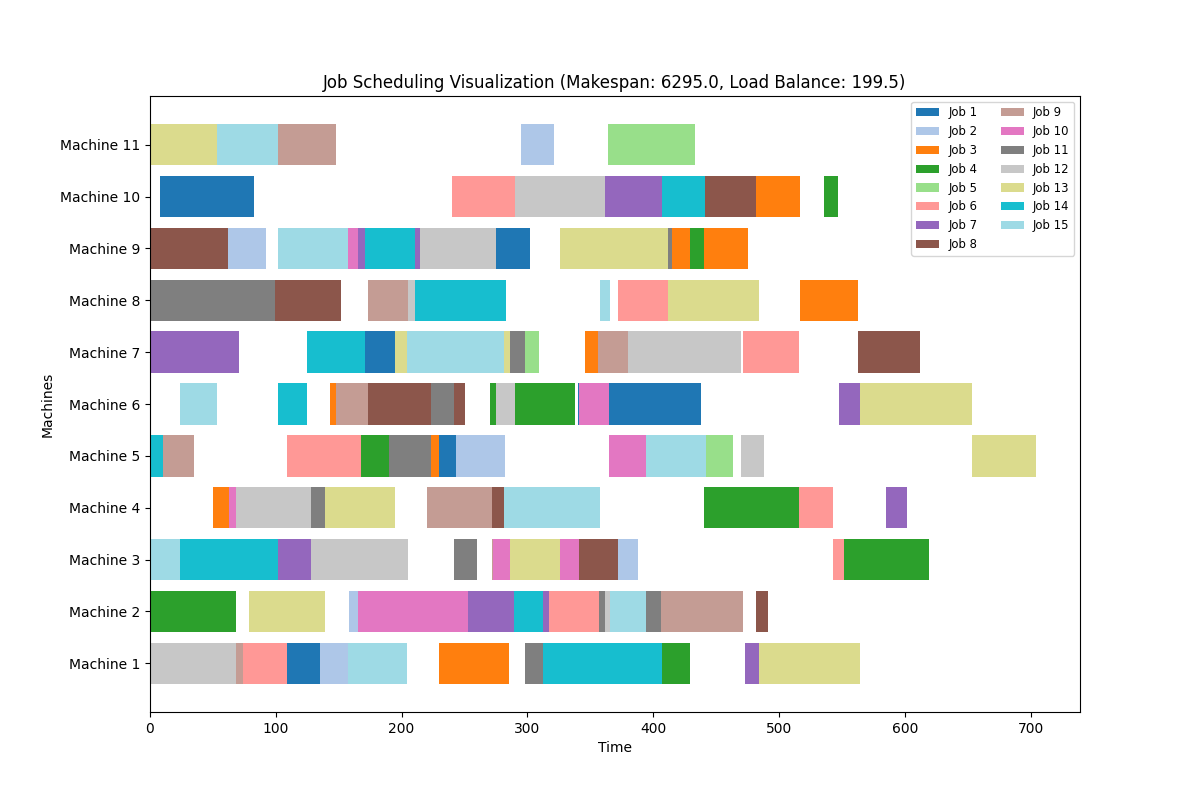 Job Scheduling Visualization (Makespan: 6295.0, Load Balance: 199.5)
Machines
Machine 11
Machine 10
Machine 9
Machine 8
Machine 7
Machine 6
Machine 5
Machine 4
Machine 3
Machine 2
Machine 1
Job 1
Job 2
Job 3
Job 4
Job 5
Job 6
Job 7
Job 8
Job 9
Job 10
Job 11
Job 12
Job 13
Job 14
Job 15
0 100 200 300 400 500 600 700
Time